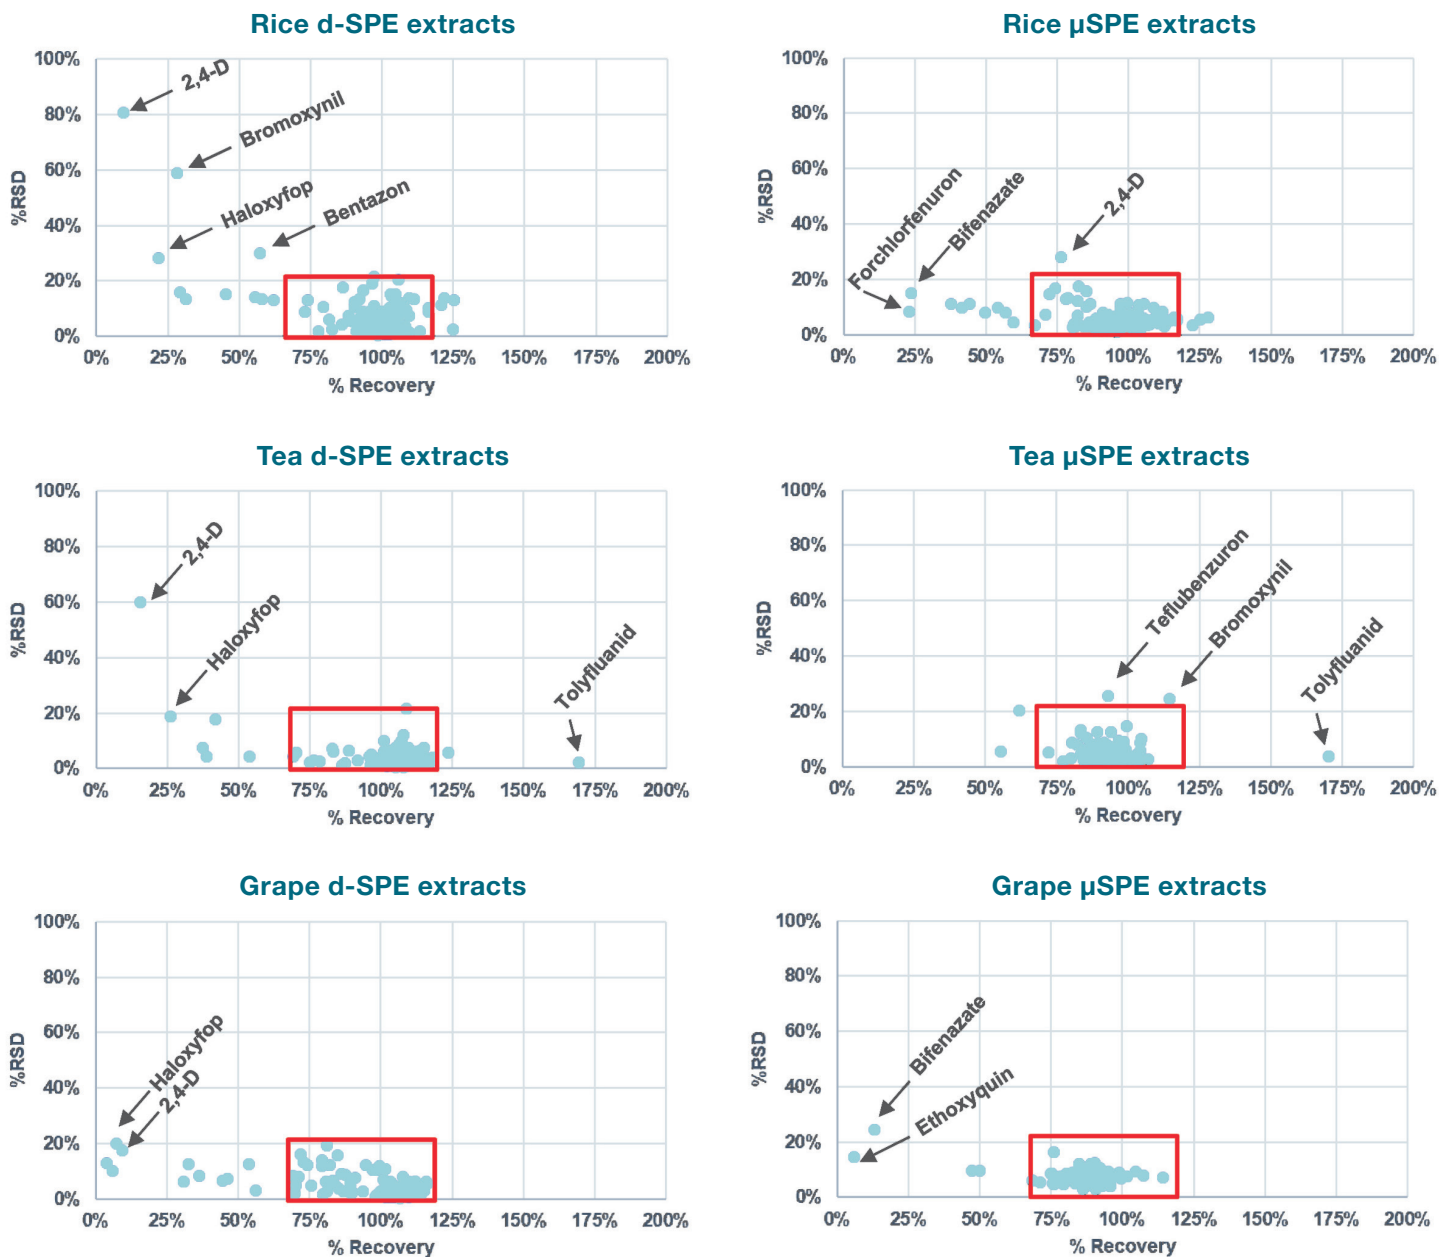 Rice d-SPE extracts
100%
80%
60%
40%
20%
0%
%RSD
2,4-D
Bromoxynil
Haloxyfop
Bentazon
0% 25% 50% 75% 100% 125% 150% 175% 200%
% Recovery
Rice µSPE extracts
100%
80%
60%
40%
20%
0%
%RSD
Forchlorfenuron
Bifenazate
2,4-D
0% 25% 50% 75% 100% 125% 150% 175% 200%
% Recovery
Tea d-SPE extracts
100%
80%
60%
40%
20%
0%
%RSD
2,4-D
Haloxyfop
Tolyfluanid
0% 25% 50% 75% 100% 125% 150% 175% 200%
% Recovery
Tea µSPE extracts
100%
80%
60%
40%
20%
0%
%RSD
Teflubenzuron
Bromoxynil
Tolyfluanid
0% 25% 50% 75% 100% 125% 150% 175% 200%
% Recovery
Grape d-SPE extracts
100%
80%
60%
40%
20%
0%
%RSD
Haloxyfop
2,4-D
0% 25% 50% 75% 100% 125% 150% 175% 200%
% Recovery
Grape µSPE extracts
100%
80%
60%
40%
20%
0%
%RSD
Bifenazate
Ethoxyquin
0% 25% 50% 75% 100% 125% 150% 175% 200%
% Recovery